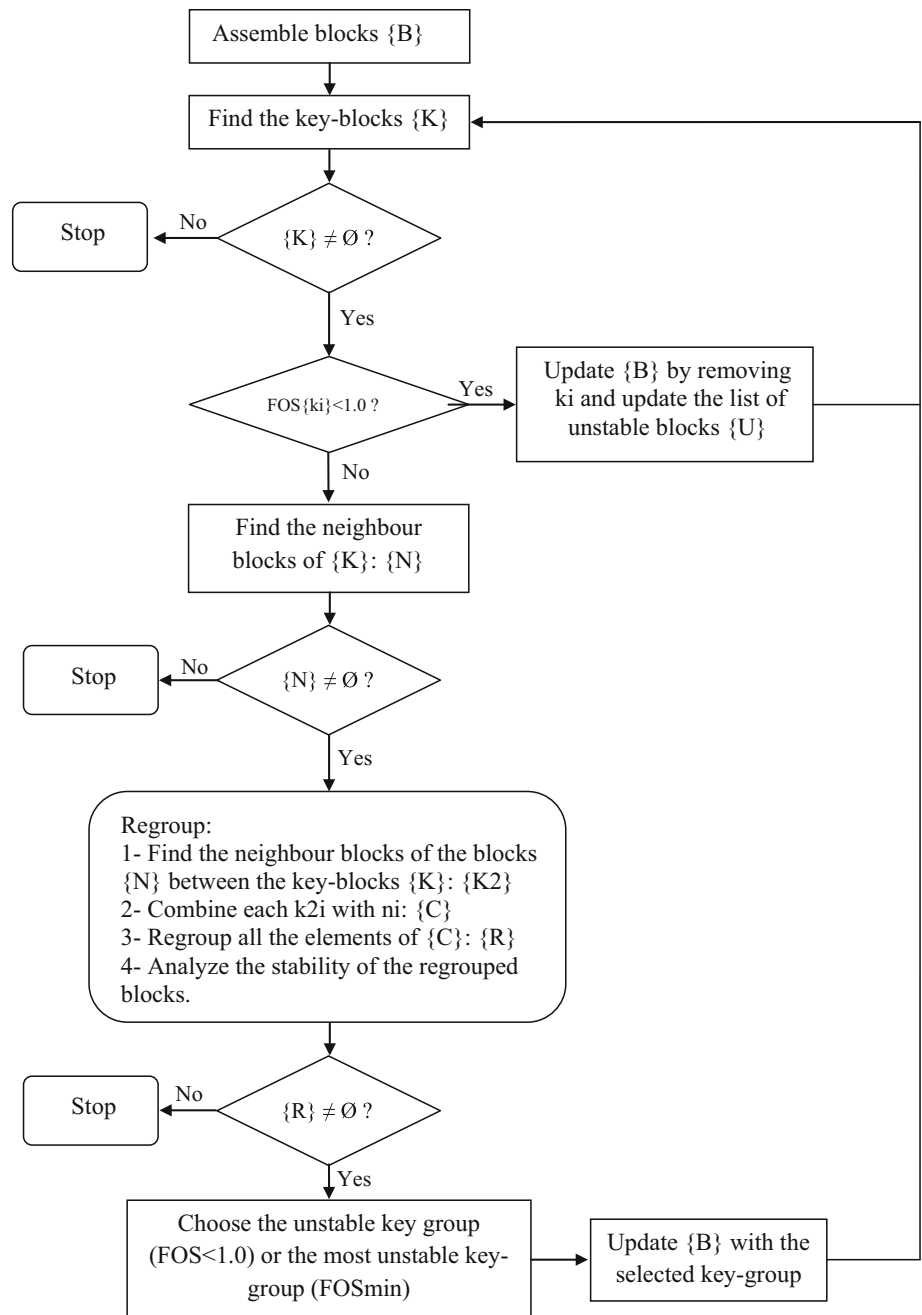 Assemble blocks {B}
Find the key-blocks {K}
Stop
No
{K} ≠ Ø ?
Yes
FOS{ki}<1.0 ?
Yes
Update {B} by removing
ki and update the list of
unstable blocks {U}
No
Find the neighbour
blocks of {K}: {N}
Stop
No
{N} ≠ Ø ?
Yes
Regroup:
1- Find the neighbour blocks of the blocks
{N} between the key-blocks {K}: {K2}
2- Combine each k2i with ni: {C}
3- Regroup all the elements of {C}: {R}
4- Analyze the stability of the regrouped
blocks.
Stop
No
{R} ≠ Ø ?
Yes
Choose the unstable key group
(FOS<1.0) or the most unstable key-
group (FOSmin)
Update {B} with the
selected key-group